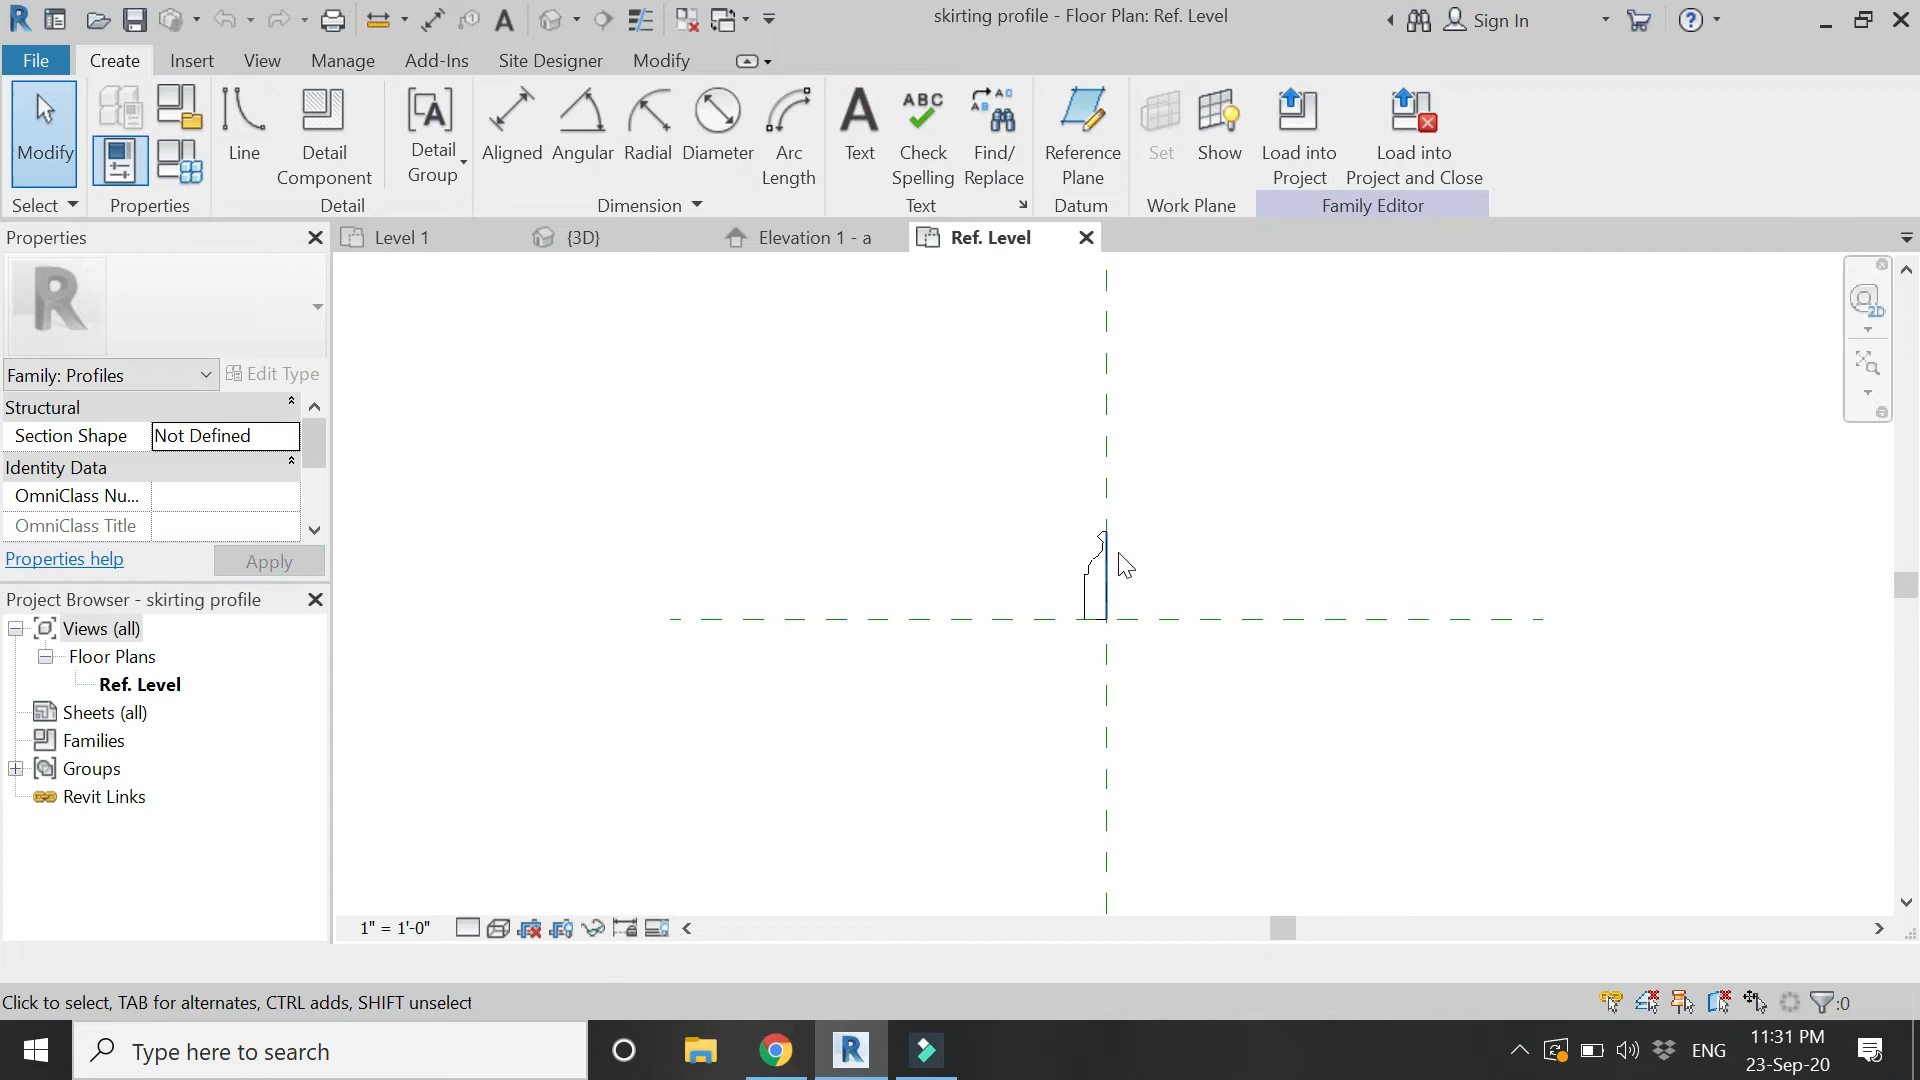 skirting profile - Floor Plan: Ref. Level
Sign In
File Create Insert View Manage Add-Ins Site Designer Modify
Modify
Line
Detail Component
Detail Group
Aligned
Angular
Radial
Diameter
Arc Length
Text
Check Spelling
Find/ Replace
Reference Plane
Set
Show
Load into Project
Load into Project and Close
Select
Properties
Detail
Dimension
Text
Datum
Work Plane
Family Editor
Properties
Level 1
{3D}
Elevation 1 - a
Ref. Level
Family: Profiles
Edit Type
Structural
Section Shape Not Defined
Identity Data
OmniClass Nu...
OmniClass Title
Properties help
Apply
Project Browser - skirting profile
Views (all)
Floor Plans
Ref. Level
Sheets (all)
Families
Groups
Revit Links
2D
1" = 1'-0"
Click to select, TAB for alternates, CTRL adds, SHIFT unselect
:0
Type here to search
ENG
11:31 PM
23-Sep-20